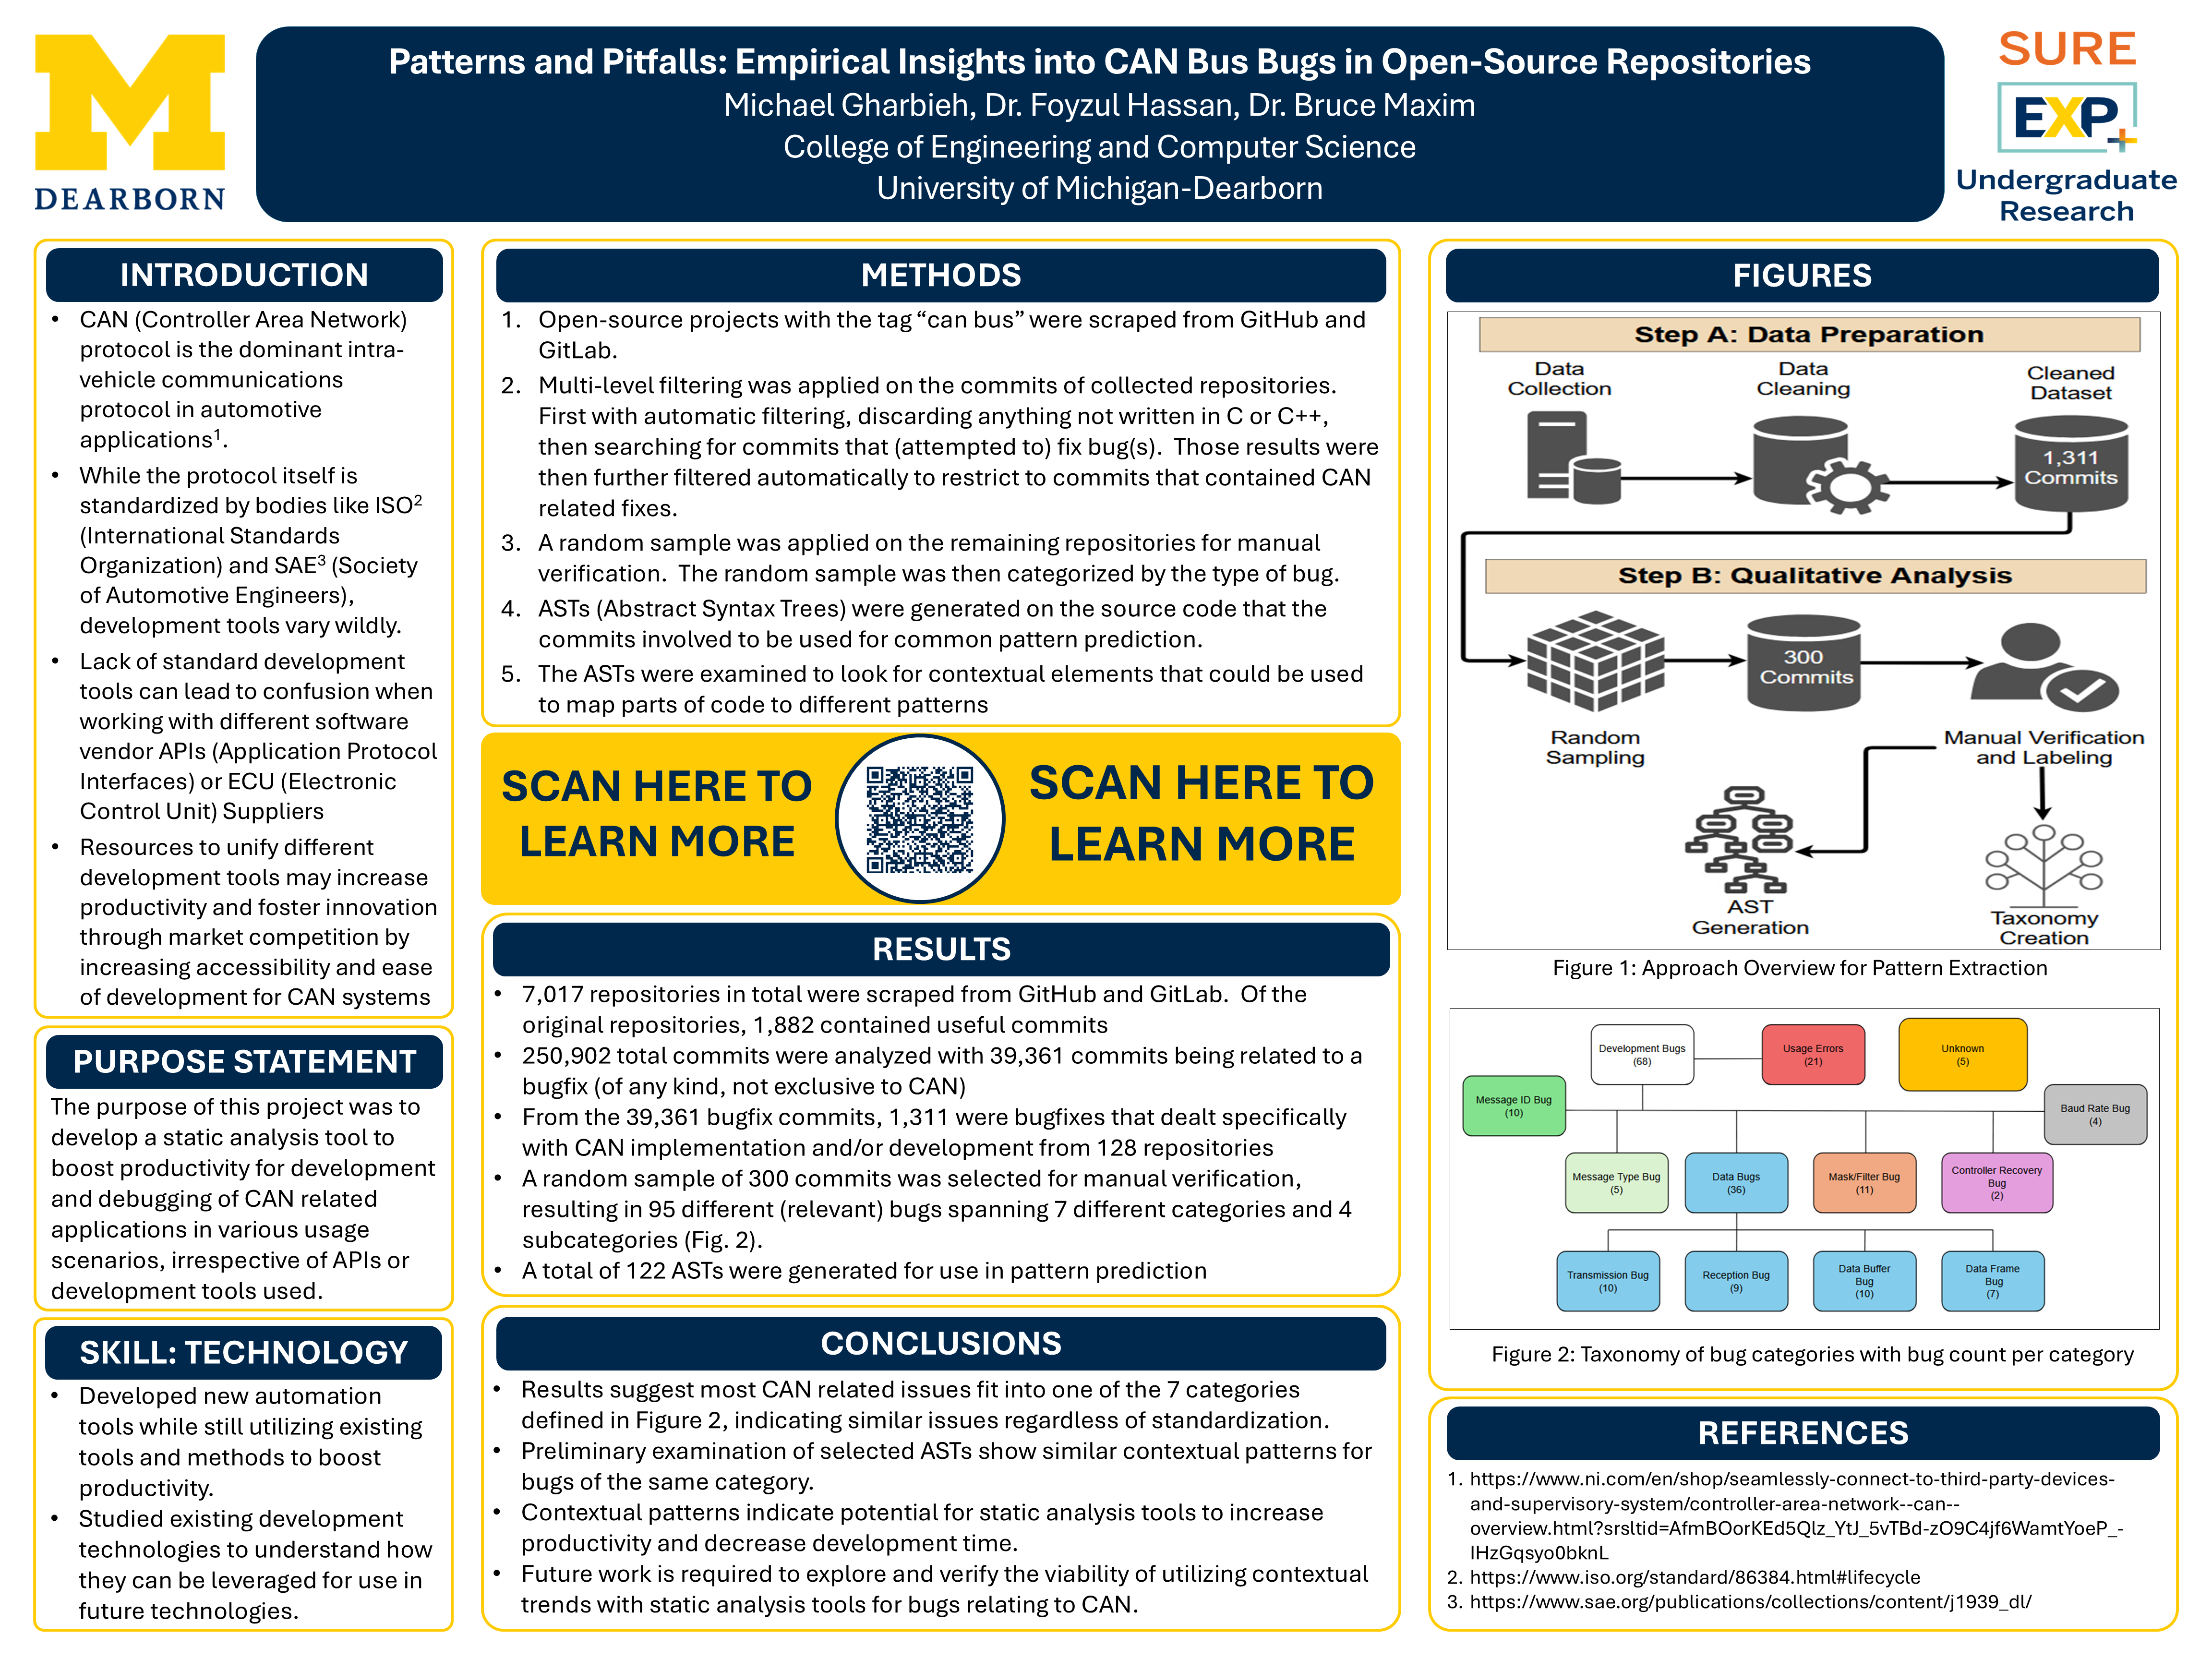 M
DEARBORN
Patterns and Pitfalls: Empirical Insights into CAN Bus Bugs in Open-Source Repositories
Michael Gharbieh, Dr. Foyzul Hassan, Dr. Bruce Maxim
College of Engineering and Computer Science
University of Michigan-Dearborn
SURE
EXP+
Undergraduate
Research
INTRODUCTION
• CAN (Controller Area Network)
protocol is the dominant intra-
vehicle communications
protocol in automotive
applications¹.
• While the protocol itself is
standardized by bodies like ISO²
(International Standards
Organization) and SAE³ (Society
of Automotive Engineers),
development tools vary wildly.
• Lack of standard development
tools can lead to confusion when
working with different software
vendor APIs (Application Protocol
Interfaces) or ECU (Electronic
Control Unit) Suppliers
• Resources to unify different
development tools may increase
productivity and foster innovation
through market competition by
increasing accessibility and ease
of development for CAN systems
PURPOSE STATEMENT
The purpose of this project was to
develop a static analysis tool to
boost productivity for development
and debugging of CAN related
applications in various usage
scenarios, irrespective of APIs or
development tools used.
SKILL: TECHNOLOGY
• Developed new automation
tools while still utilizing existing
tools and methods to boost
productivity.
• Studied existing development
technologies to understand how
they can be leveraged for use in
future technologies.
METHODS
1. Open-source projects with the tag “can bus” were scraped from GitHub and
GitLab.
2. Multi-level filtering was applied on the commits of collected repositories.
First with automatic filtering, discarding anything not written in C or C++,
then searching for commits that (attempted to) fix bug(s). Those results were
then further filtered automatically to restrict to commits that contained CAN
related fixes.
3. A random sample was applied on the remaining repositories for manual
verification. The random sample was then categorized by the type of bug.
4. ASTs (Abstract Syntax Trees) were generated on the source code that the
commits involved to be used for common pattern prediction.
5. The ASTs were examined to look for contextual elements that could be used
to map parts of code to different patterns
SCAN HERE TO
LEARN MORE
SCAN HERE TO
LEARN MORE
RESULTS
• 7,017 repositories in total were scraped from GitHub and GitLab. Of the
original repositories, 1,882 contained useful commits
• 250,902 total commits were analyzed with 39,361 commits being related to a
bugfix (of any kind, not exclusive to CAN)
• From the 39,361 bugfix commits, 1,311 were bugfixes that dealt specifically
with CAN implementation and/or development from 128 repositories
• A random sample of 300 commits was selected for manual verification,
resulting in 95 different (relevant) bugs spanning 7 different categories and 4
subcategories (Fig. 2).
• A total of 122 ASTs were generated for use in pattern prediction
CONCLUSIONS
• Results suggest most CAN related issues fit into one of the 7 categories
defined in Figure 2, indicating similar issues regardless of standardization.
• Preliminary examination of selected ASTs show similar contextual patterns for
bugs of the same category.
• Contextual patterns indicate potential for static analysis tools to increase
productivity and decrease development time.
• Future work is required to explore and verify the viability of utilizing contextual
trends with static analysis tools for bugs relating to CAN.
FIGURES
Step A: Data Preparation
Data
Collection
Data
Cleaning
Cleaned
Dataset
1,311
Commits
Step B: Qualitative Analysis
300
Commits
Random
Sampling
Manual Verification
and Labeling
AST
Generation
Taxonomy
Creation
Figure 1: Approach Overview for Pattern Extraction
Development Bugs
(68)
Usage Errors
(21)
Unknown
(5)
Message ID Bug
(10)
Baud Rate Bug
(4)
Message Type Bug
(5)
Data Bugs
(36)
Mask/Filter Bug
(11)
Controller Recovery
Bug
(2)
Transmission Bug
(10)
Reception Bug
(9)
Data Buffer
Bug
(10)
Data Frame
Bug
(7)
Figure 2: Taxonomy of bug categories with bug count per category
REFERENCES
1. https://www.ni.com/en/shop/seamlessly-connect-to-third-party-devices-
and-supervisory-system/controller-area-network--can--
overview.html?srsltid=AfmBOorKEd5Qlz_YtJ_5vTBd-zO9C4jf6WamtYoeP_-
IHzGqsyo0bknL
2. https://www.iso.org/standard/86384.html#lifecycle
3. https://www.sae.org/publications/collections/content/j1939_dl/